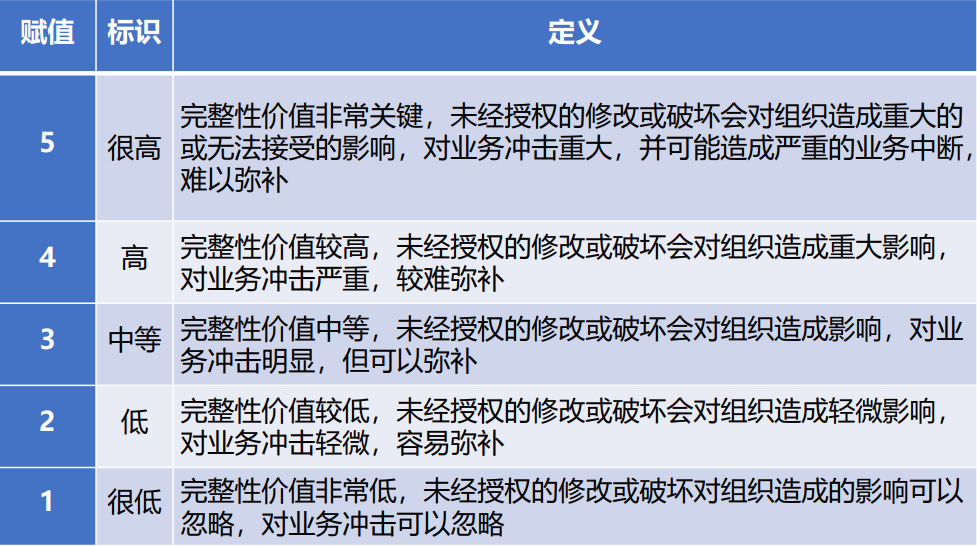 赋值 标识 定义
5 很高 完整性价值非常关键，未经授权的修改或破坏会对组织造成重大的
或无法接受的影响，对业务冲击重大，并可能造成严重的业务中断，
难以弥补
4 高 完整性价值较高，未经授权的修改或破坏会对组织造成重大影响，
对业务冲击严重，较难弥补
3 中等 完整性价值中等，未经授权的修改或破坏会对组织造成影响，对业
务冲击明显，但可以弥补
2 低 完整性价值较低，未经授权的修改或破坏会对组织造成轻微影响，
对业务冲击轻微，容易弥补
1 很低 完整性价值非常低，未经授权的修改或破坏对组织造成的影响可以
忽略，对业务冲击可以忽略